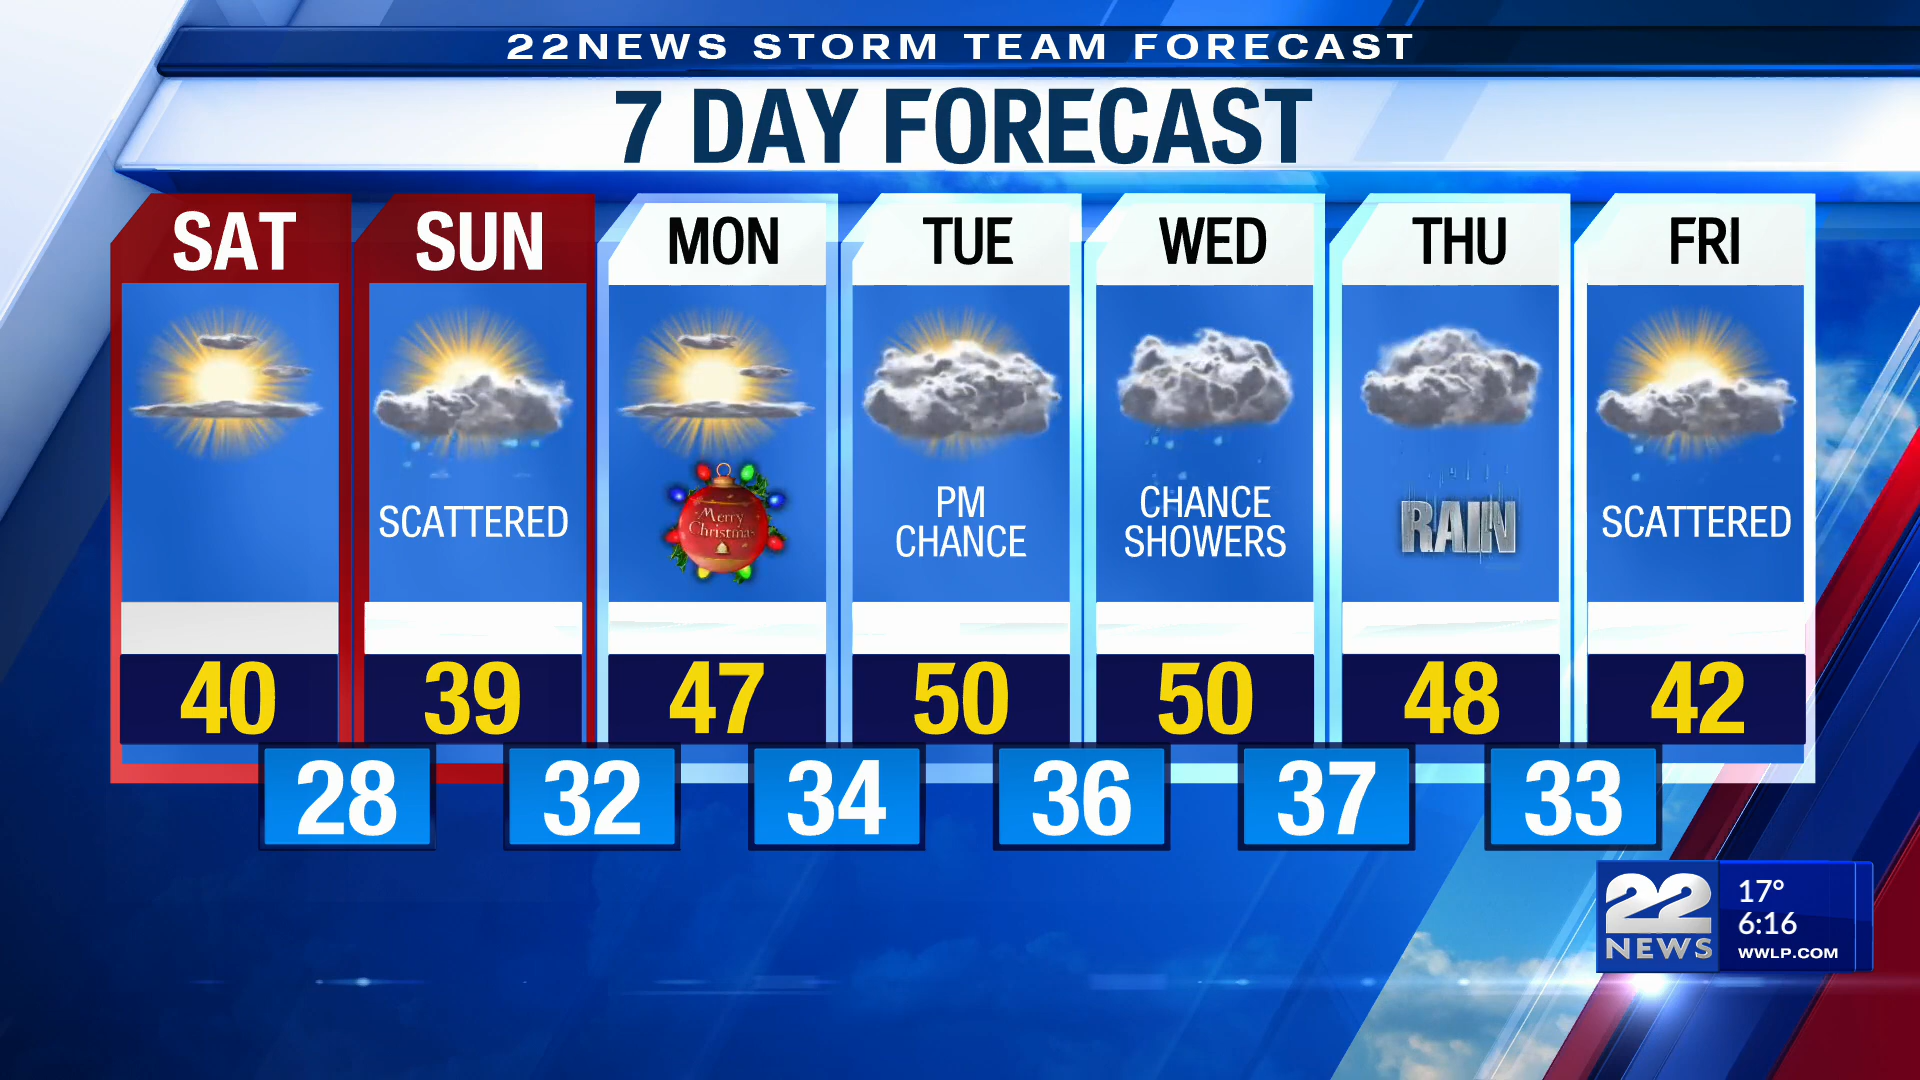 22NEWS STORM TEAM FORECAST
7 DAY FORECAST
SAT
SUN
MON
TUE
WED
THU
FRI
SCATTERED
Merry
Christmas
PM
CHANCE
CHANCE
SHOWERS
RAIN
SCATTERED
40
39
47
50
50
48
42
28
32
34
36
37
33
22
NEWS
17°
6:16
WWLP.COM